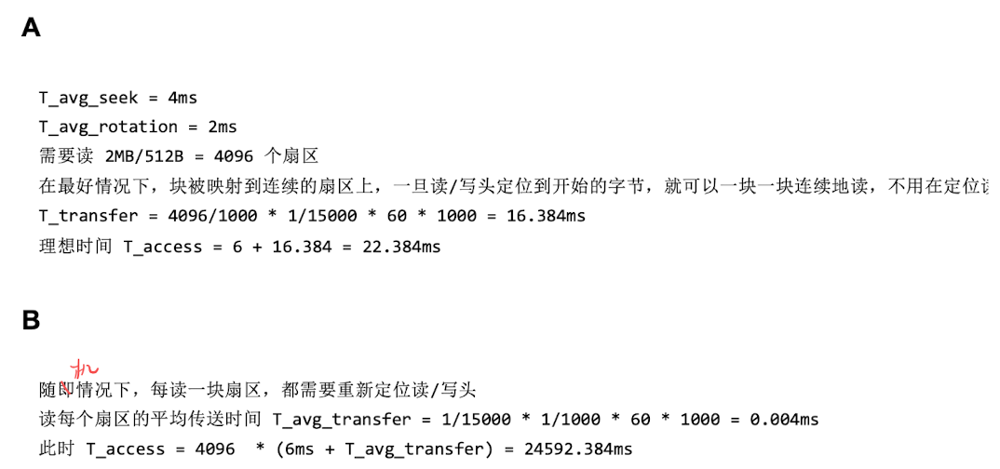 A
T_avg_seek = 4ms
T_avg_rotation = 2ms
需要读 2MB/512B = 4096 个扇区
在最好情况下，块被映射到连续的扇区上，一旦读/写头定位到开始的字节，就可以一块一块连续地读，不用在定位
T_transfer = 4096/1000 * 1/15000 * 60 * 1000 = 16.384ms
理想时间 T_access = 6 + 16.384 = 22.384ms
B
机
随即情况下，每读一块扇区，都需要重新定位读/写头
读每个扇区的平均传送时间 T_avg_transfer = 1/15000 * 1/1000 * 60 * 1000 = 0.004ms
此时 T_access = 4096 * (6ms + T_avg_transfer) = 24592.384ms